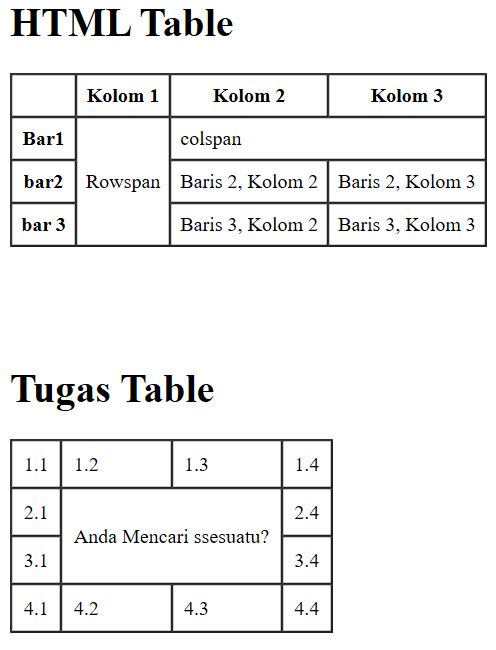 HTML Table
Kolom 1 Kolom 2 Kolom 3
Bar1 colspan
bar2 Rowspan Baris 2, Kolom 2 Baris 2, Kolom 3
bar 3 Baris 3, Kolom 2 Baris 3, Kolom 3
Tugas Table
1.1 1.2 1.3 1.4
2.1 2.4
Anda Mencari ssesuatu?
3.1 3.4
4.1 4.2 4.3 4.4